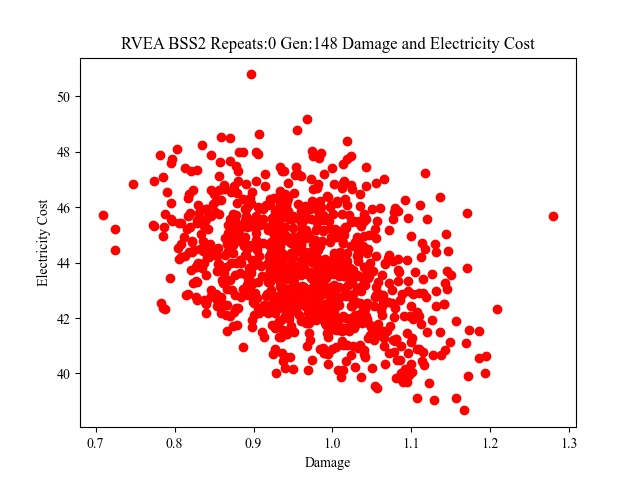 RVEA BSS2 Repeats:0 Gen:148 Damage and Electricity Cost
50
48
46
44
42
40
Electricity Cost
0.7 0.8 0.9 1.0 1.1 1.2 1.3
Damage